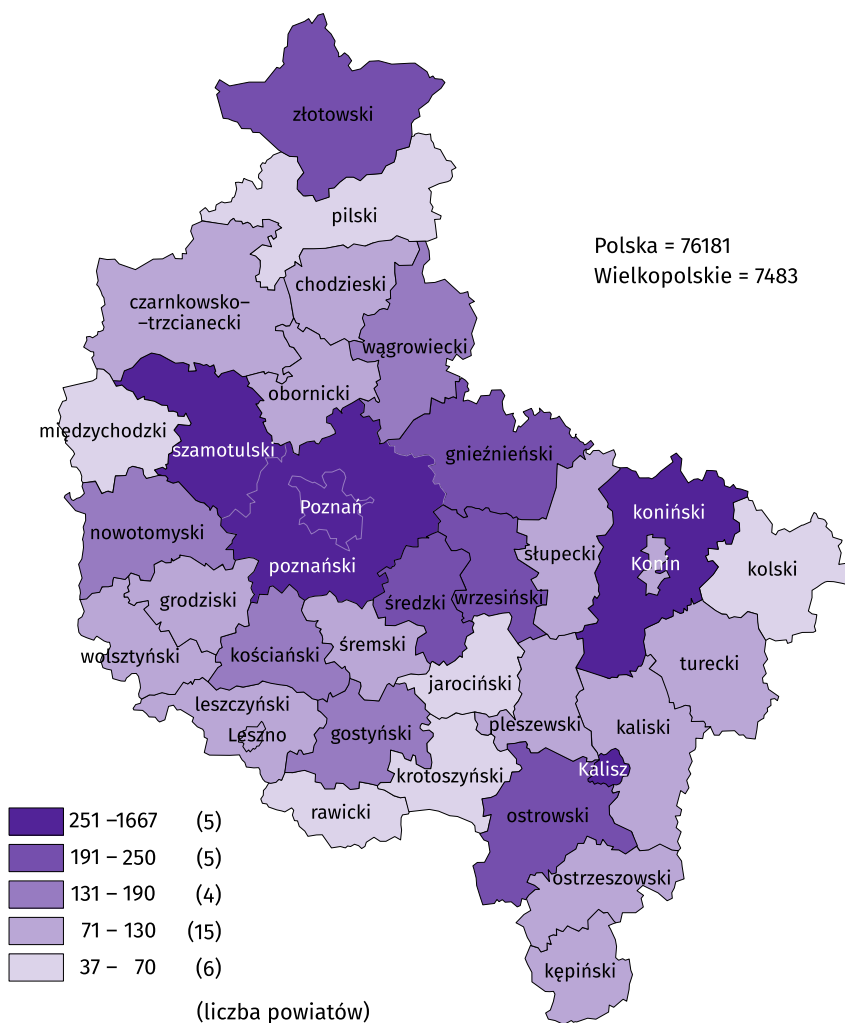 złotowski
pilski
Polska = 76181
Wielkopolskie = 7483
chodzieski
czarnkowsko–
–trzcianecki
wągrowiecki
obornicki
międzychodzki
szamotulski
gnieźnieński
Poznań
koniński
nowotomyski
słupecki
Konin
poznański
kolski
grodziski
średzki
wrzesiński
wolsztyński
kościański
śremski
turecki
jarociński
leszczyński
pleszewski
kaliski
Leszno
gostyński
Kalisz
krotoszyński
rawicki
ostrowski
251 –1667 (5)
191 – 250 (5)
131 – 190 (4)
71 – 130 (15)
37 – 70 (6)
ostrzeszowski
kępiński
(liczba powiatów)